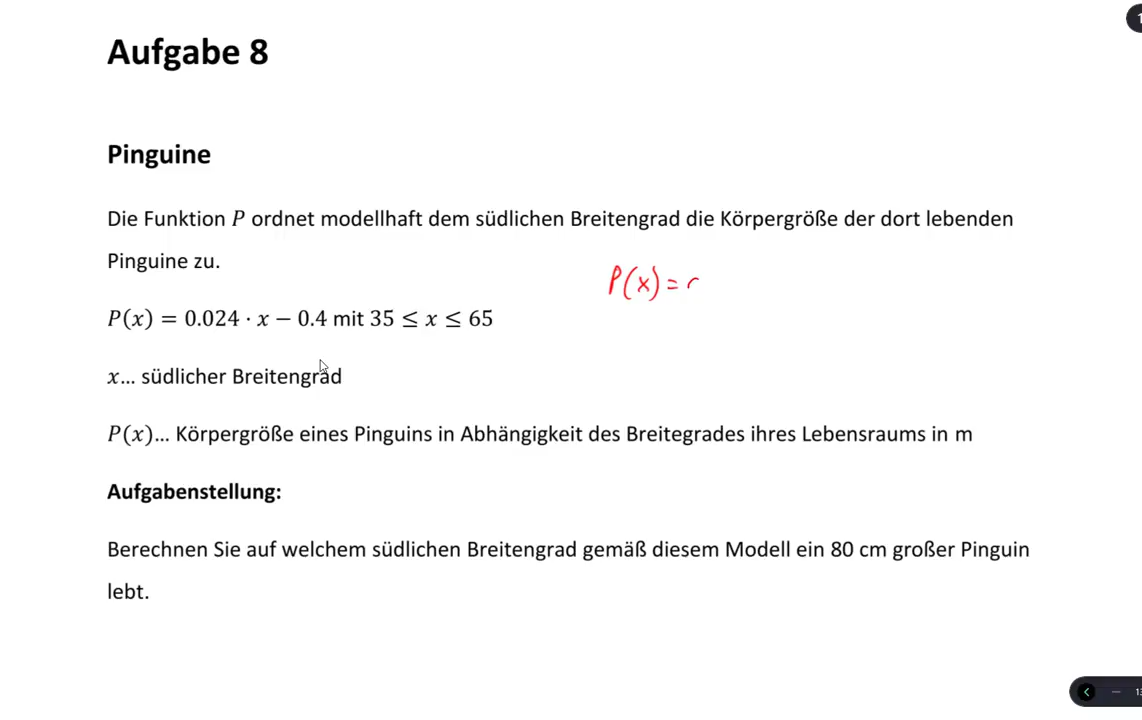 Aufgabe 8
Pinguine
Die Funktion P ordnet modellhaft dem südlichen Breitengrad die Körpergröße der dort lebenden
Pinguine zu.
P(x) =
P(x) = 0.024 · x − 0.4 mit 35 ≤ x ≤ 65
x… südlicher Breitengrad
P(x)… Körpergröße eines Pinguins in Abhängigkeit des Breitegrades ihres Lebensraums in m
Aufgabenstellung:
Berechnen Sie auf welchem südlichen Breitengrad gemäß diesem Modell ein 80 cm großer Pinguin
lebt.